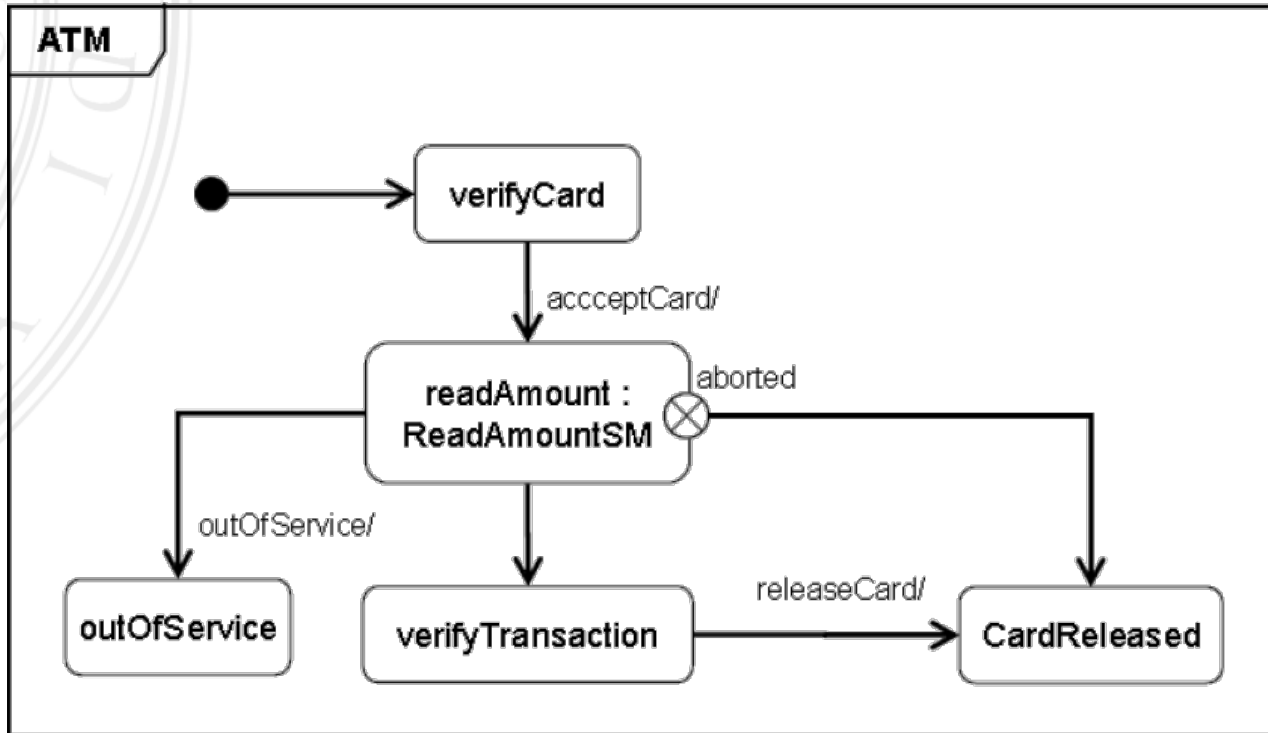 ATM
verifyCard
accceptCard/
readAmount :
ReadAmountSM
aborted
outOfService/
outOfService
verifyTransaction
releaseCard/
CardReleased